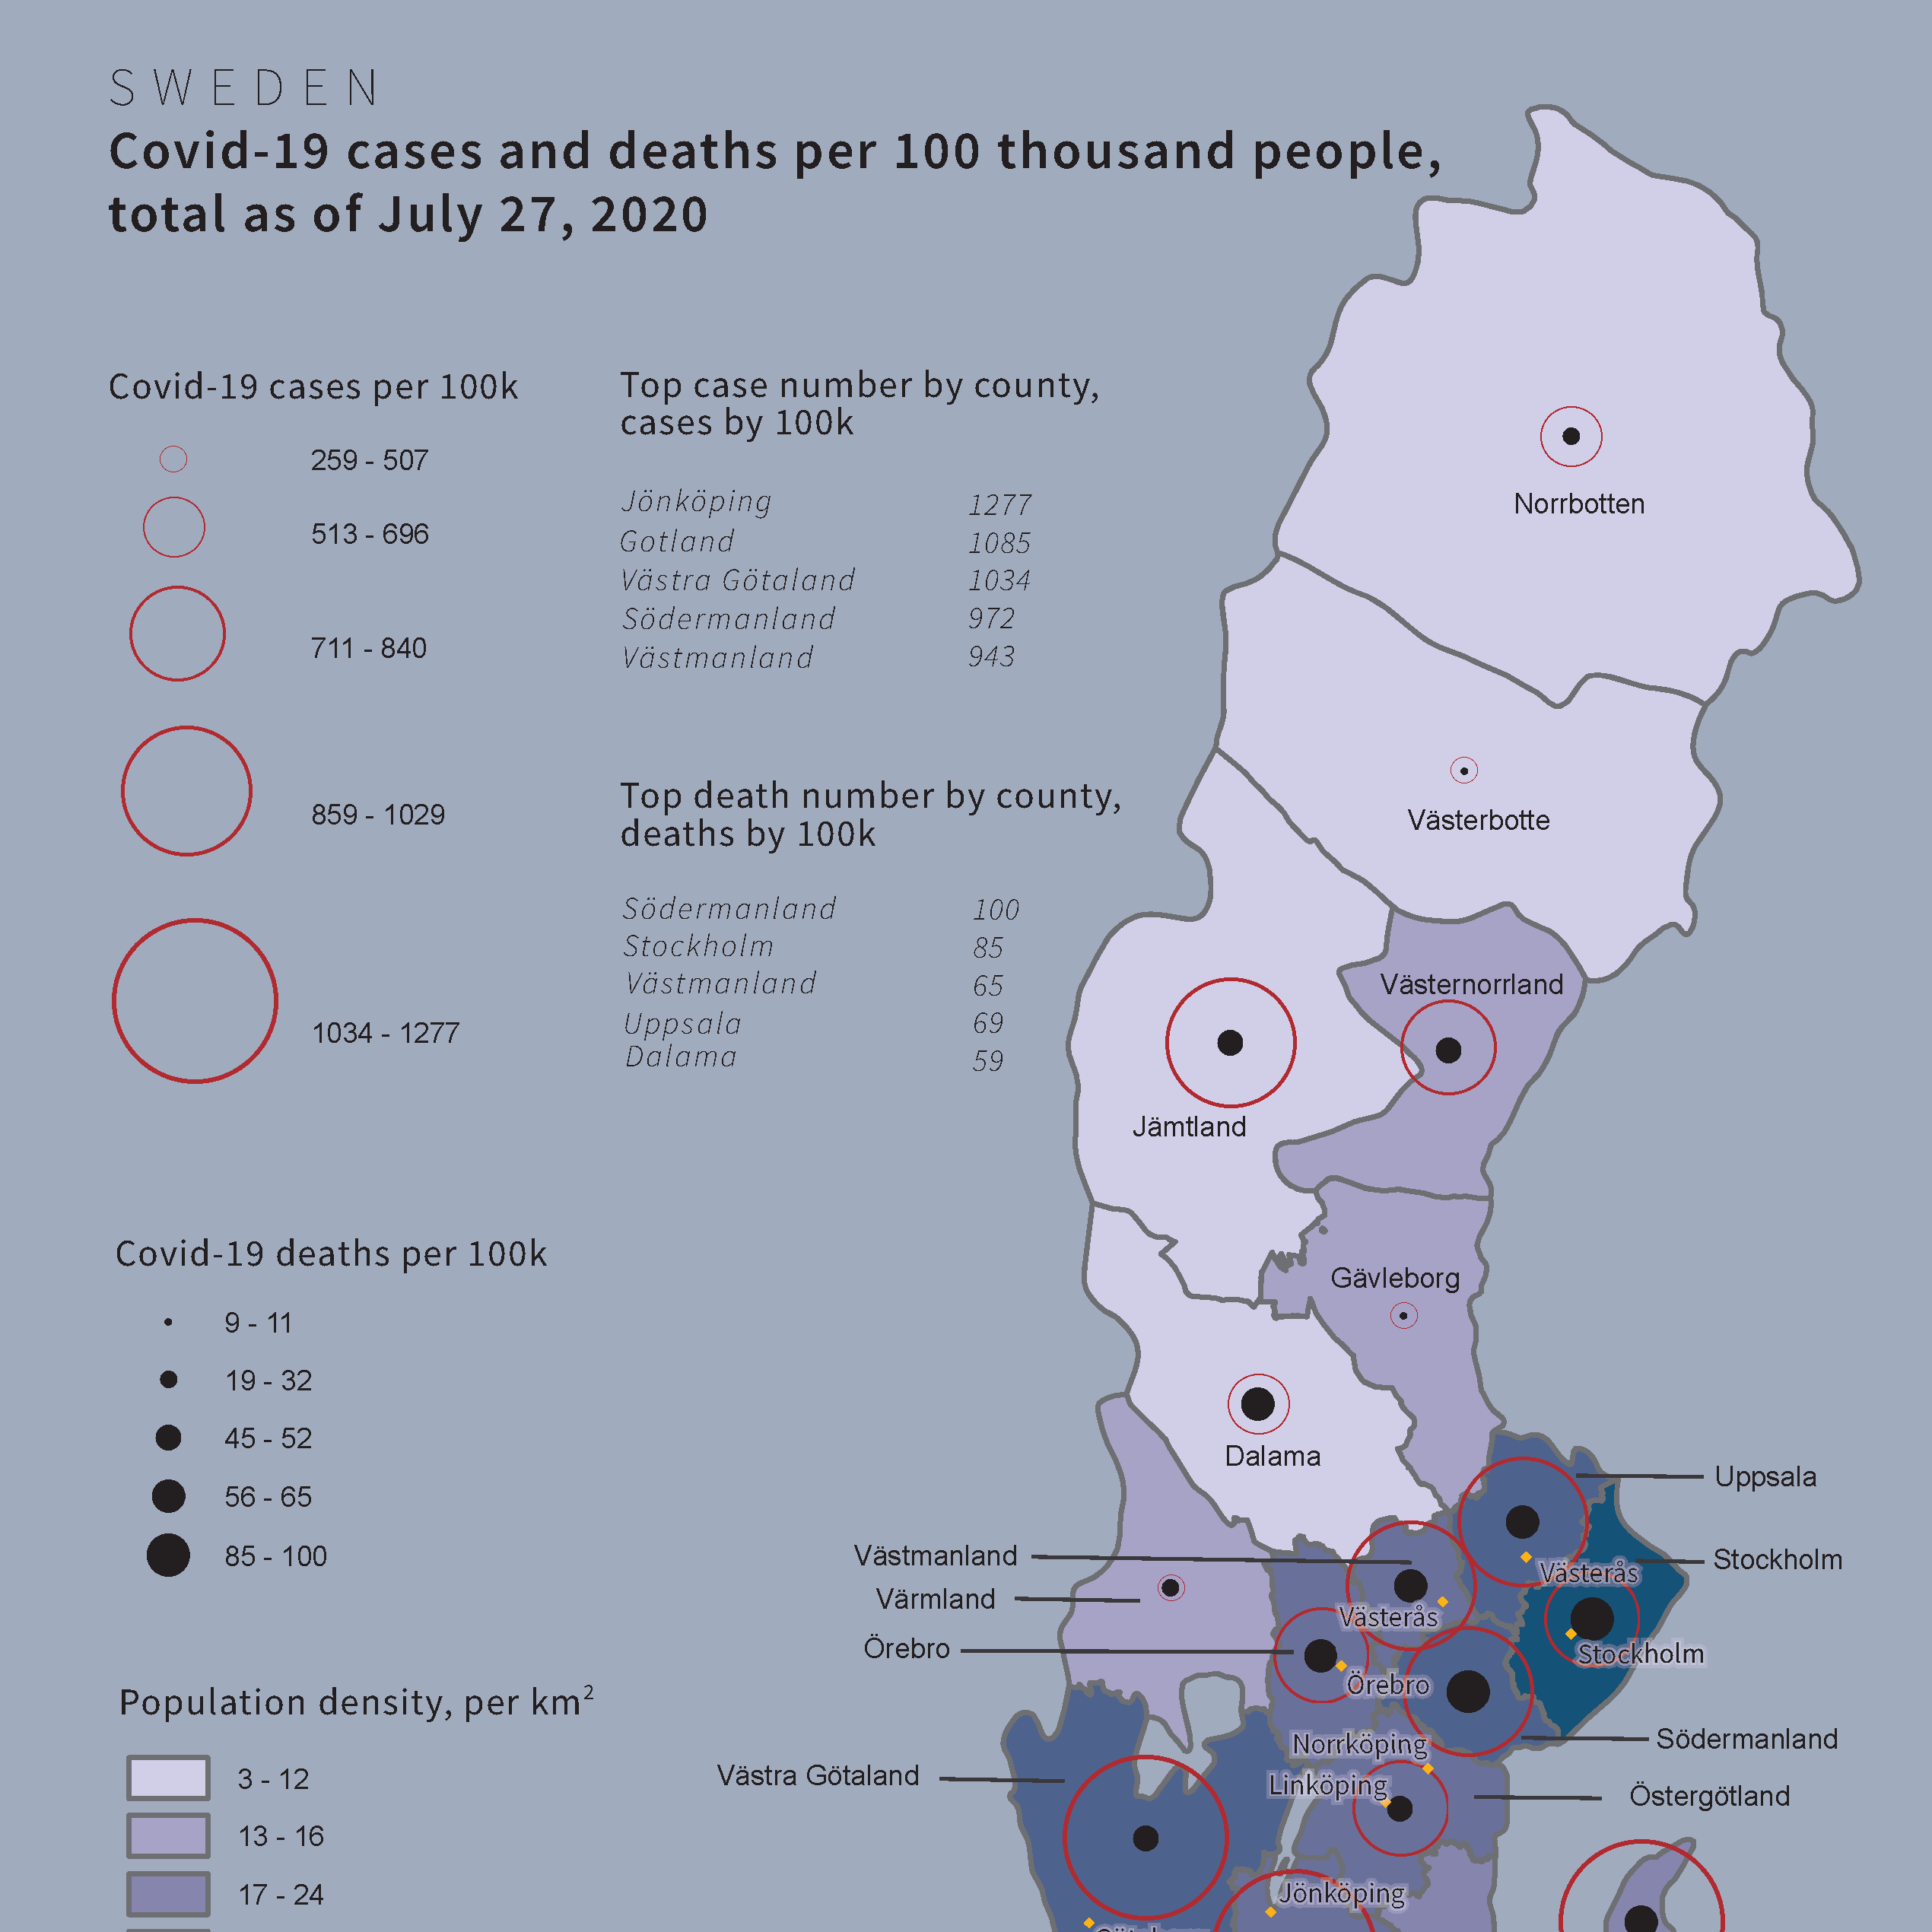 SWEDEN
Covid-19 cases and deaths per 100 thousand people,
total as of July 27, 2020
Covid-19 cases per 100k
259 - 507
513 - 696
711 - 840
859 - 1029
1034 - 1277
Top case number by county,
cases by 100k
Jönköping 1277
Gotland 1085
Västra Götaland 1034
Södermanland 972
Västmanland 943
Top death number by county,
deaths by 100k
Södermanland 100
Stockholm 85
Västmanland 65
Uppsala 69
Dalama 59
Covid-19 deaths per 100k
9 - 11
19 - 32
45 - 52
56 - 65
85 - 100
Population density, per km²
3 - 12
13 - 16
17 - 24
Norrbotten
Västerbotte
Västernorrland
Jämtland
Gävleborg
Dalama
Uppsala
Västmanland
Stockholm
Västerås
Värmland
Västerås
Örebro
Stockholm
Örebro
Södermanland
Norrköping
Västra Götaland
Linköping
Östergötland
Jönköping